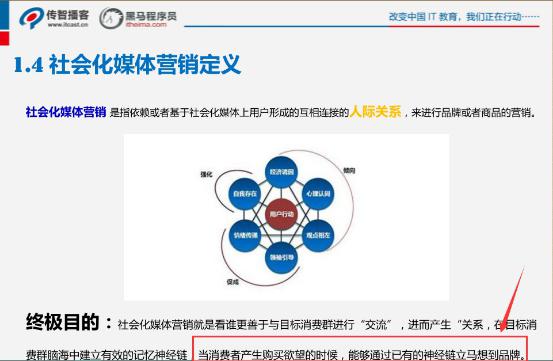 传智播客
www.itcast.cn
黑马程序员
itheima.com
改变中国 IT 教育，我们正在行动……
1.4 社会化媒体营销定义
社会化媒体营销 是指依赖或者基于社会化媒体上用户形成的互相连接的人际关系，来进行品牌或者商品的营销。
经济诱因
强化
倾向
自我存在
心理认同
用户行动
情绪传递
观点相左
领袖引导
促成
终极目的：社会化媒体营销就是看谁更善于与目标消费群进行“交流”，进而产生“关系，在目标消
费群脑海中建立有效的记忆神经链，当消费者产生购买欲望的时候，能够通过已有的神经链立马想到品牌。